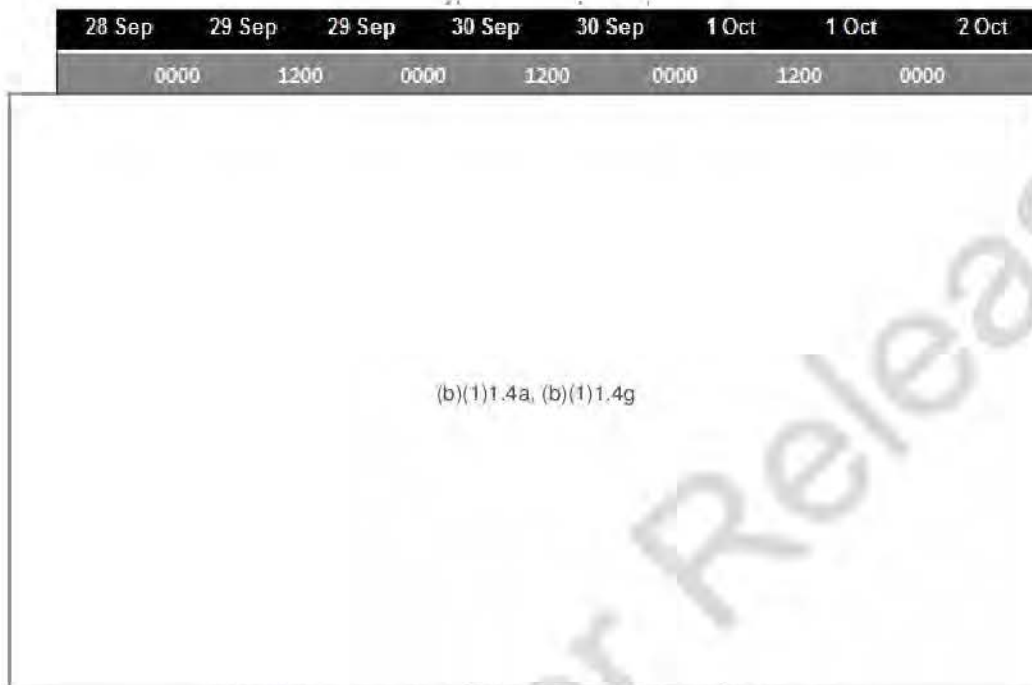 28 Sep 29 Sep 29 Sep 30 Sep 30 Sep 1 Oct 1 Oct 2 Oct
0000 1200 0000 1200 0000 1200 0000
(b)(1)1.4a, (b)(1)1.4g
r Releas